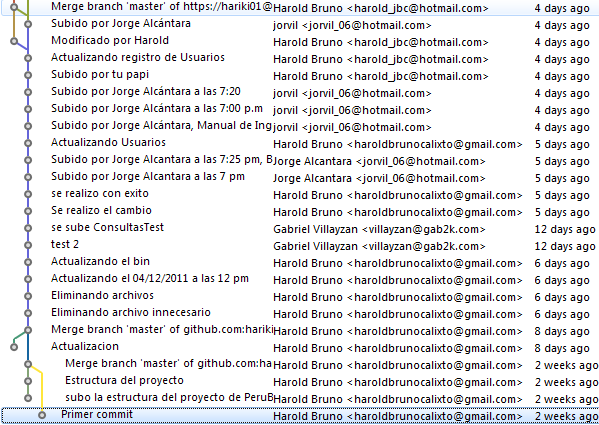 Merge branch 'master' of https://hariki01@ Harold Bruno <harold_jbc@hotmail.com> 4 days ago
Subido por Jorge Alcántara jorvil <jorvil_06@hotmail.com> 4 days ago
Modificado por Harold Harold Bruno <harold_jbc@hotmail.com> 4 days ago
Actualizando registro de Usuarios Harold Bruno <harold_jbc@hotmail.com> 4 days ago
Subido por tu papi Harold Bruno <harold_jbc@hotmail.com> 4 days ago
Subido por Jorge Alcántara a las 7:20 jorvil <jorvil_06@hotmail.com> 4 days ago
Subido por Jorge Alcántara a las 7:00 p.m jorvil <jorvil_06@hotmail.com> 4 days ago
Subido por Jorge Alcántara, Manual de Ing jorvil <jorvil_06@hotmail.com> 4 days ago
Actualizando Usuarios Harold Bruno <haroldbrunocalixto@gmail.com> 5 days ago
Subido por Jorge Alcántara a las 7:25 pm, B Jorge Alcantara <jorvil_06@hotmail.com> 5 days ago
Subido por Jorge Alcántara a las 7 pm Jorge Alcantara <jorvil_06@hotmail.com> 5 days ago
se realizo con exito Harold Bruno <haroldbrunocalixto@gmail.com> 5 days ago
Se realizo el cambio Harold Bruno <haroldbrunocalixto@gmail.com> 5 days ago
se sube ConsultasTest Gabriel Villayzan <villayzan@gab2k.com> 12 days ago
test 2 Gabriel Villayzan <villayzan@gab2k.com> 12 days ago
Actualizando el bin Harold Bruno <haroldbrunocalixto@gmail.com> 6 days ago
Actualizando el 04/12/2011 a las 12 pm Harold Bruno <haroldbrunocalixto@gmail.com> 6 days ago
Eliminando archivos Harold Bruno <haroldbrunocalixto@gmail.com> 6 days ago
Eliminando archivo innecesario Harold Bruno <haroldbrunocalixto@gmail.com> 6 days ago
Merge branch 'master' of github.com:hariki Harold Bruno <haroldbrunocalixto@gmail.com> 8 days ago
Actualizacion Harold Bruno <haroldbrunocalixto@gmail.com> 8 days ago
Merge branch 'master' of github.com:ha Harold Bruno <haroldbrunocalixto@gmail.com> 2 weeks ago
Estructura del proyecto Harold Bruno <haroldbrunocalixto@gmail.com> 2 weeks ago
subo la estructura del proyecto de PeruB Harold Bruno <haroldbrunocalixto@gmail.com> 2 weeks ago
Primer commit Harold Bruno <haroldbrunocalixto@gmail.com> 2 weeks ago